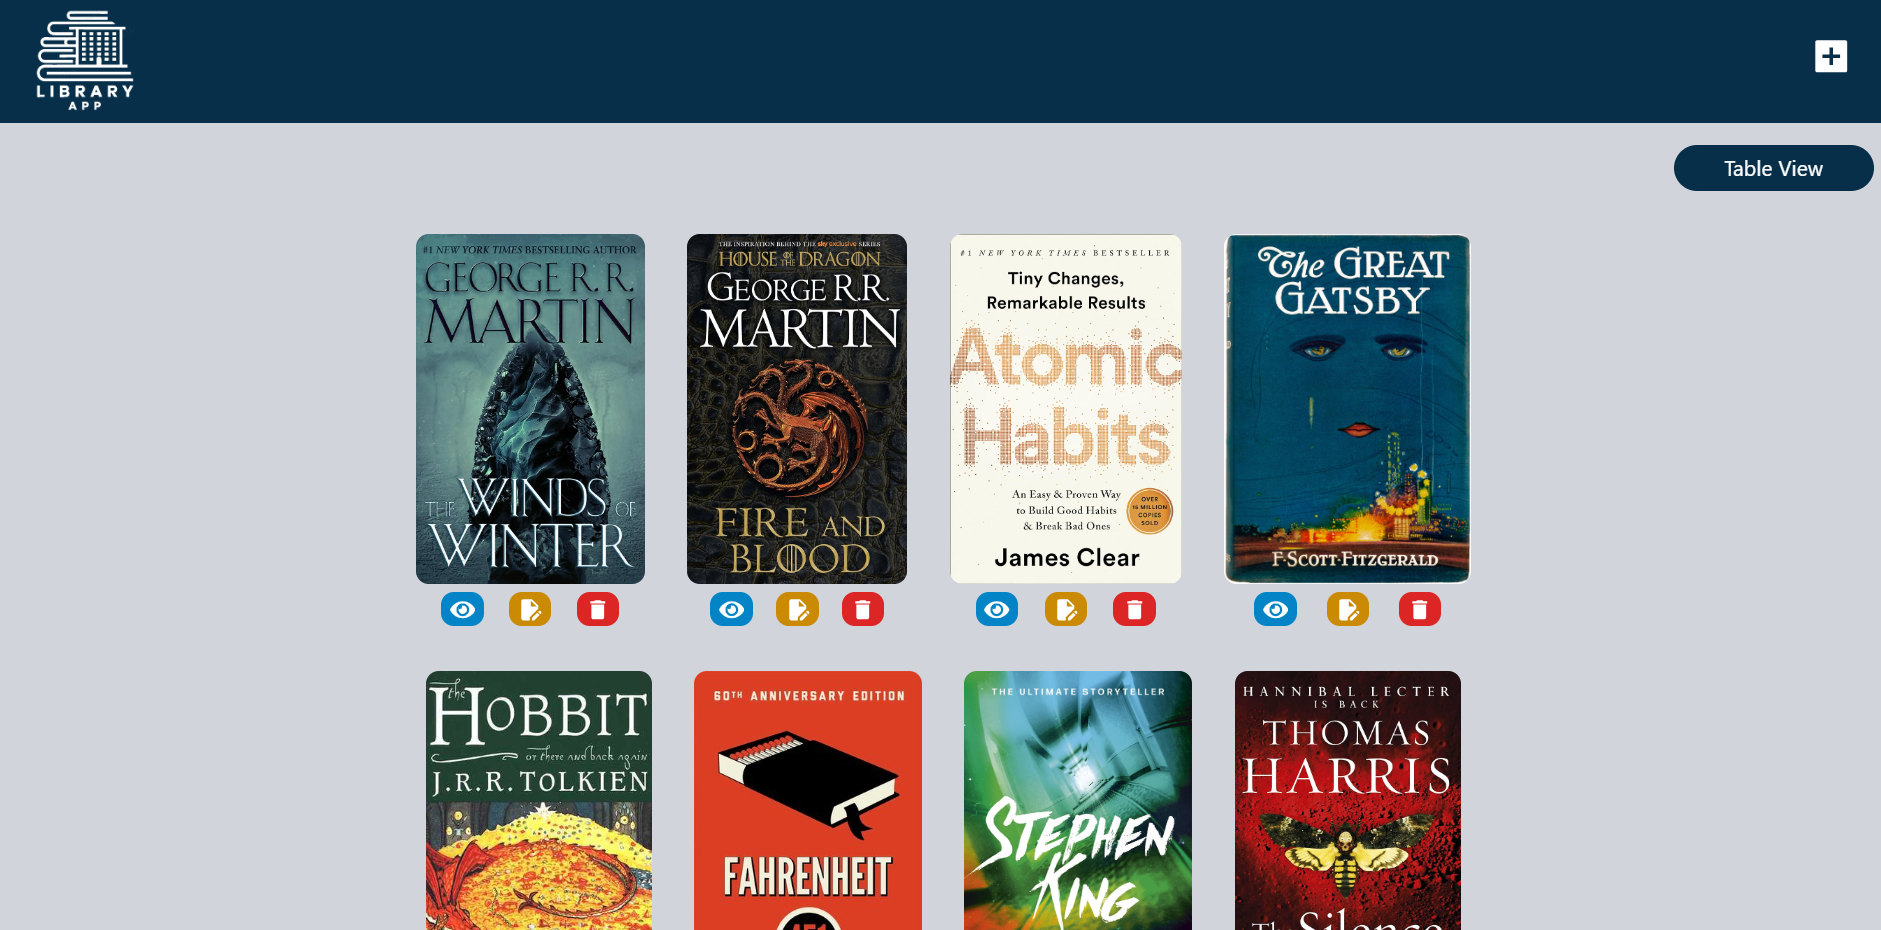 LIBRARY
APP
Table View
#1 NEW YORK TIMES BESTSELLING AUTHOR
GEORGE R. R.
MARTIN
THE WINDS OF
WINTER
THE INSPIRATION BEHIND THE sky exclusive SERIES
HOUSE OF THE DRAGON
GEORGE R.R.
MARTIN
FIRE AND
BLOOD
#1 NEW YORK TIMES BESTSELLER
Tiny Changes,
Remarkable Results
Atomic
Habits
An Easy & Proven Way
to Build Good Habits
& Break Bad Ones
OVER
15 MILLION
COPIES
SOLD
James Clear
The GREAT
GATSBY
F·SCOTT·FITZGERALD
the
HOBBIT
or there and back again
J.R.R. TOLKIEN
60TH ANNIVERSARY EDITION
FAHRENHEIT
451
THE ULTIMATE STORYTELLER
STEPHEN
KING
HANNIBAL LECTER
IS BACK
THOMAS
HARRIS
The Silence